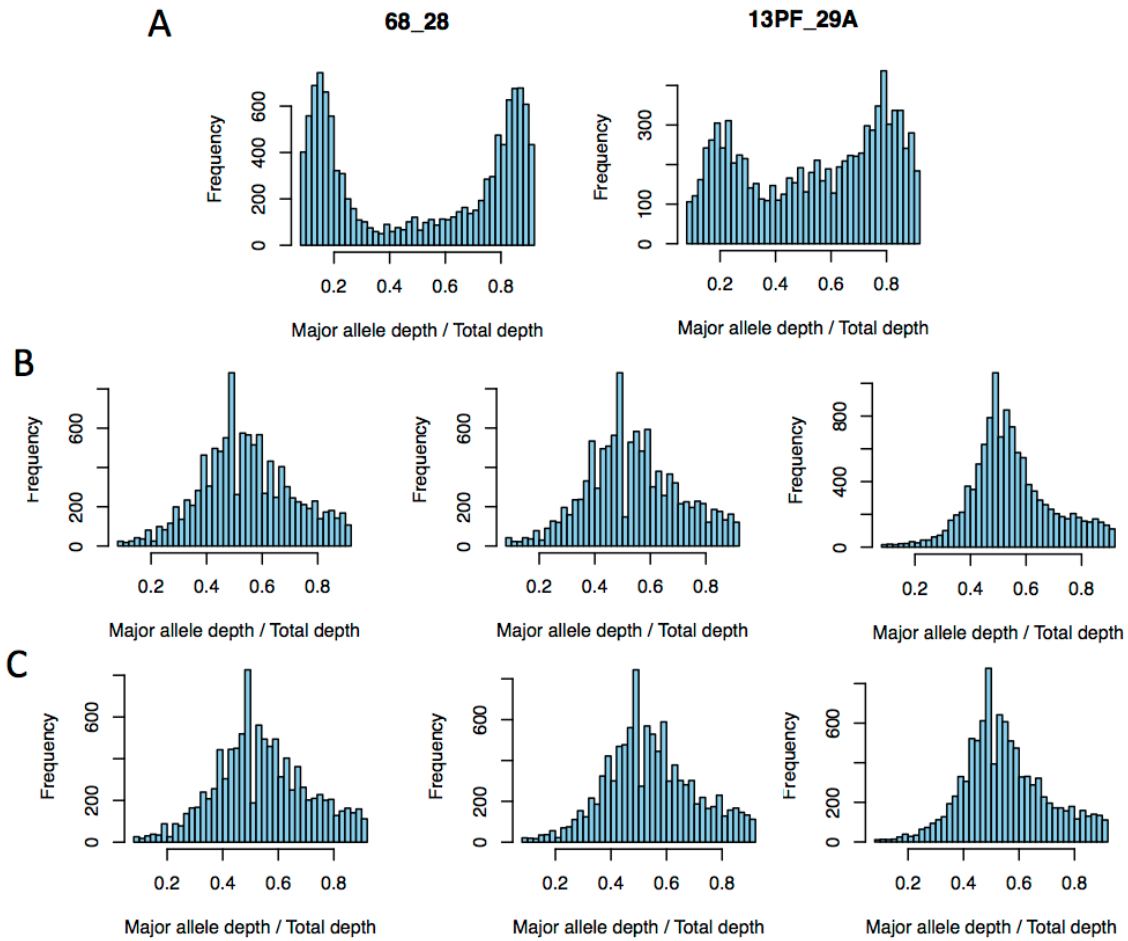 A
68_28
13PF_29A
Frequency
0 200 400 600
0.2 0.4 0.6 0.8
Major allele depth / Total depth
Frequency
0 100 300
0.2 0.4 0.6 0.8
Major allele depth / Total depth
B
Frequency
0 200 600
0.2 0.4 0.6 0.8
Major allele depth / Total depth
Frequency
0 200 600
0.2 0.4 0.6 0.8
Major allele depth / Total depth
Frequency
0 400 800
0.2 0.4 0.6 0.8
Major allele depth / Total depth
C
Frequency
0 200 600
0.2 0.4 0.6 0.8
Major allele depth / Total depth
Frequency
0 200 600
0.2 0.4 0.6 0.8
Major allele depth / Total depth
Frequency
0 200 600
0.2 0.4 0.6 0.8
Major allele depth / Total depth